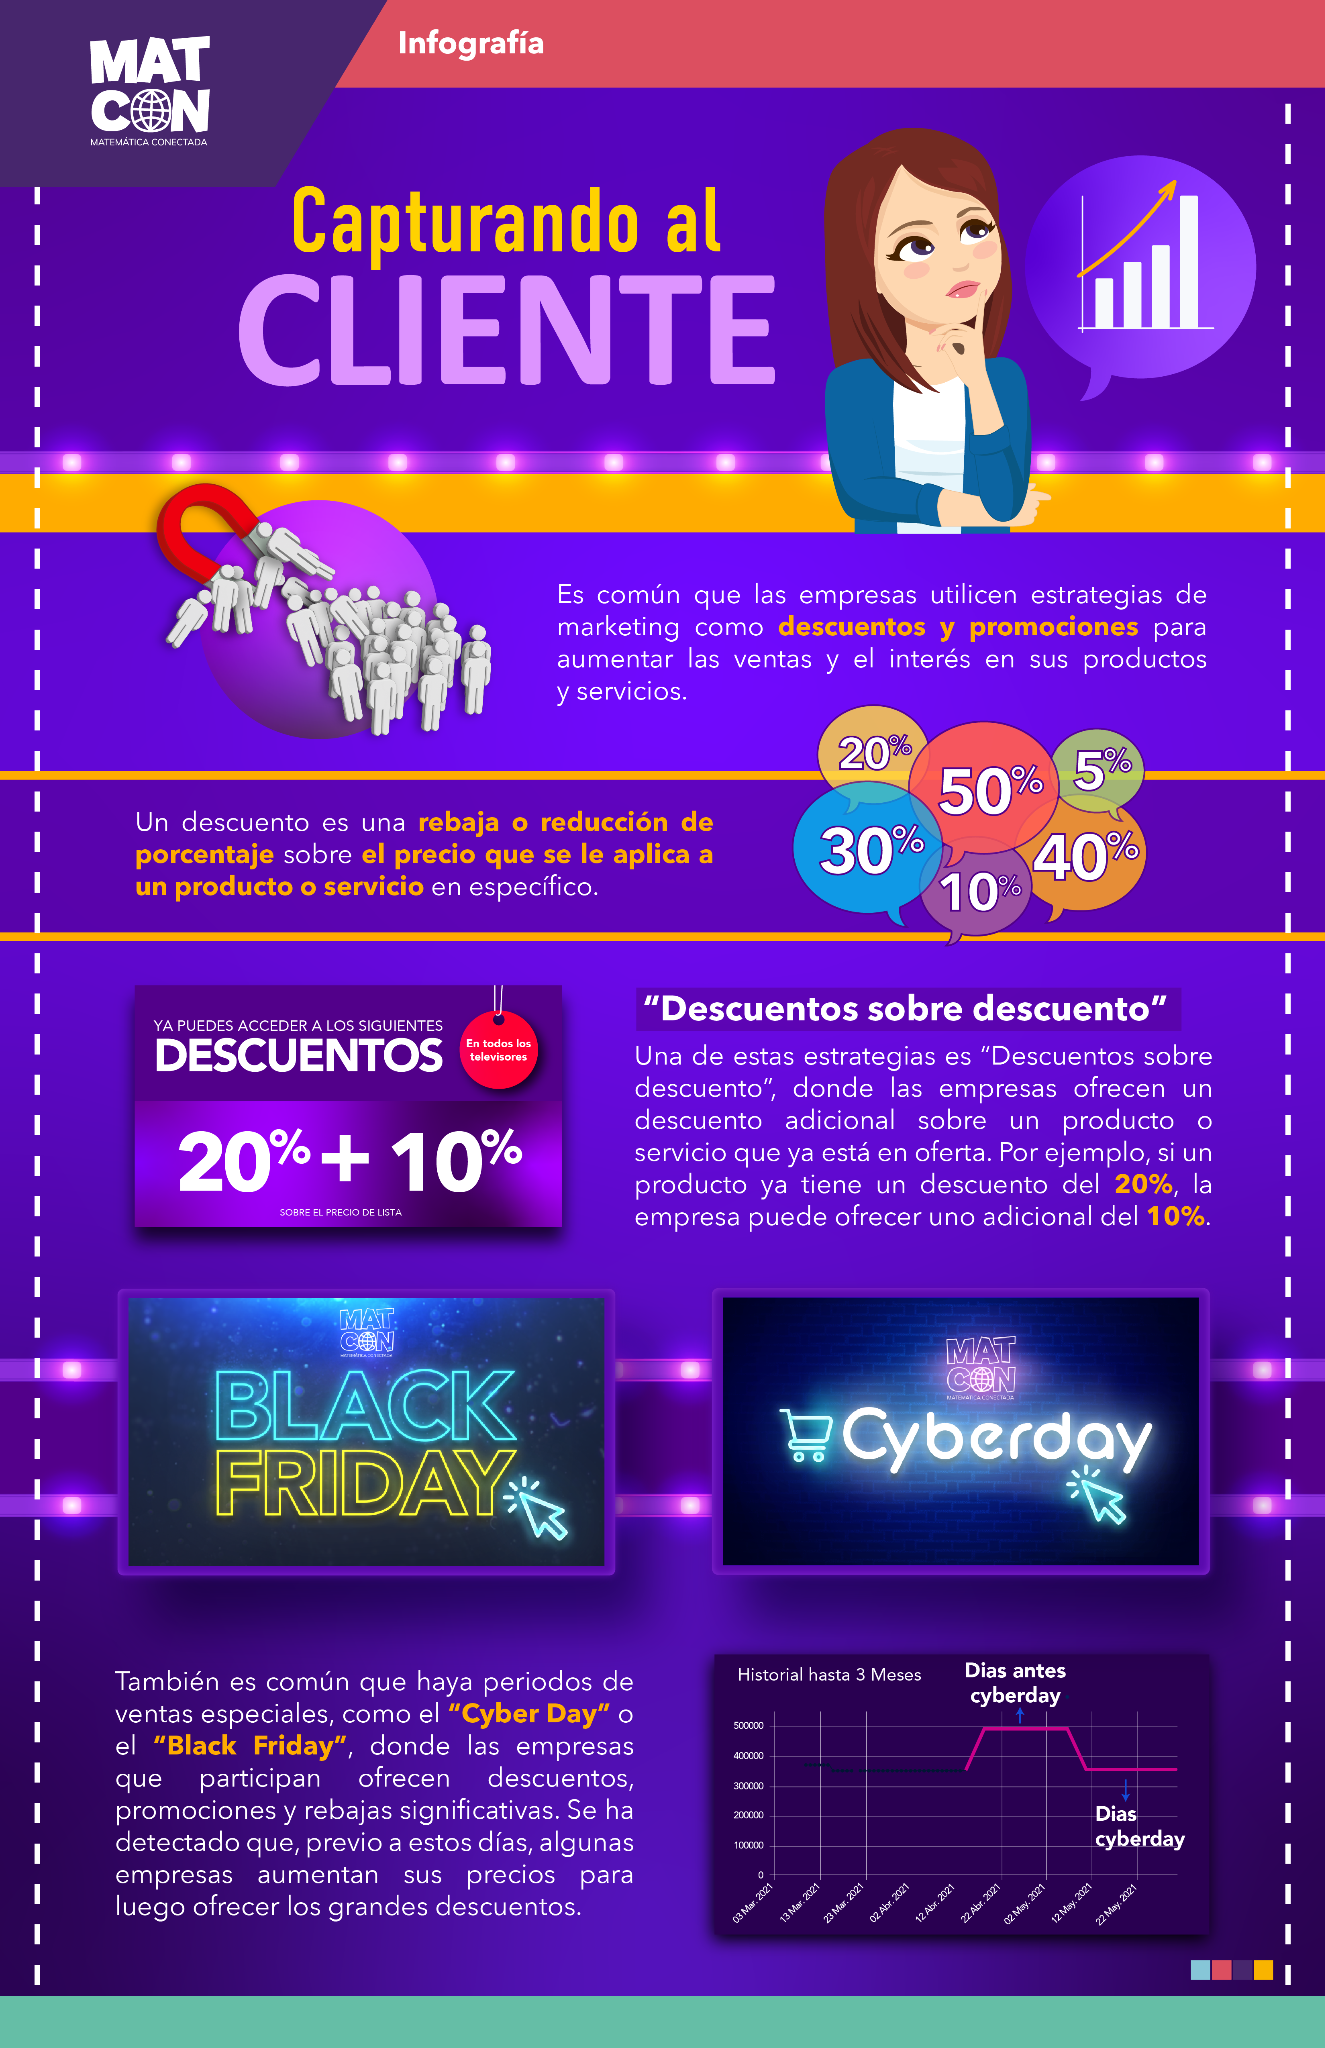 MAT
CON
MATEMÁTICA CONECTADA
Infografía
Capturando al
CLIENTE
Es común que las empresas utilicen estrategias de
marketing como descuentos y promociones para
aumentar las ventas y el interés en sus productos
y servicios.
20%
50%
5%
30%
40%
10%
Un descuento es una rebaja o reducción de
porcentaje sobre el precio que se le aplica a
un producto o servicio en específico.
YA PUEDES ACCEDER A LOS SIGUIENTES
DESCUENTOS
En todos los
televisores
20% + 10%
SOBRE EL PRECIO DE LISTA
"Descuentos sobre descuento"
Una de estas estrategias es "Descuentos sobre
descuento", donde las empresas ofrecen un
descuento adicional sobre un producto o
servicio que ya está en oferta. Por ejemplo, si un
producto ya tiene un descuento del 20%, la
empresa puede ofrecer uno adicional del 10%.
MAT
CON
MATEMÁTICA CONECTADA
BLACK
FRIDAY
MAT
CON
MATEMÁTICA CONECTADA
Cyberday
También es común que haya periodos de
ventas especiales, como el "Cyber Day" o
el "Black Friday", donde las empresas
que participan ofrecen descuentos,
promociones y rebajas significativas. Se ha
detectado que, previo a estos días, algunas
empresas aumentan sus precios para
luego ofrecer los grandes descuentos.
Historial hasta 3 Meses
Dias antes
cyberday
500000
400000
300000
200000
100000
0
Dias
cyberday
03 Mar. 2021
13 Mar. 2021
23 Mar. 2021
02 Abr. 2021
12 Abr. 2021
22 Abr. 2021
02 May. 2021
12 May. 2021
22 May. 2021